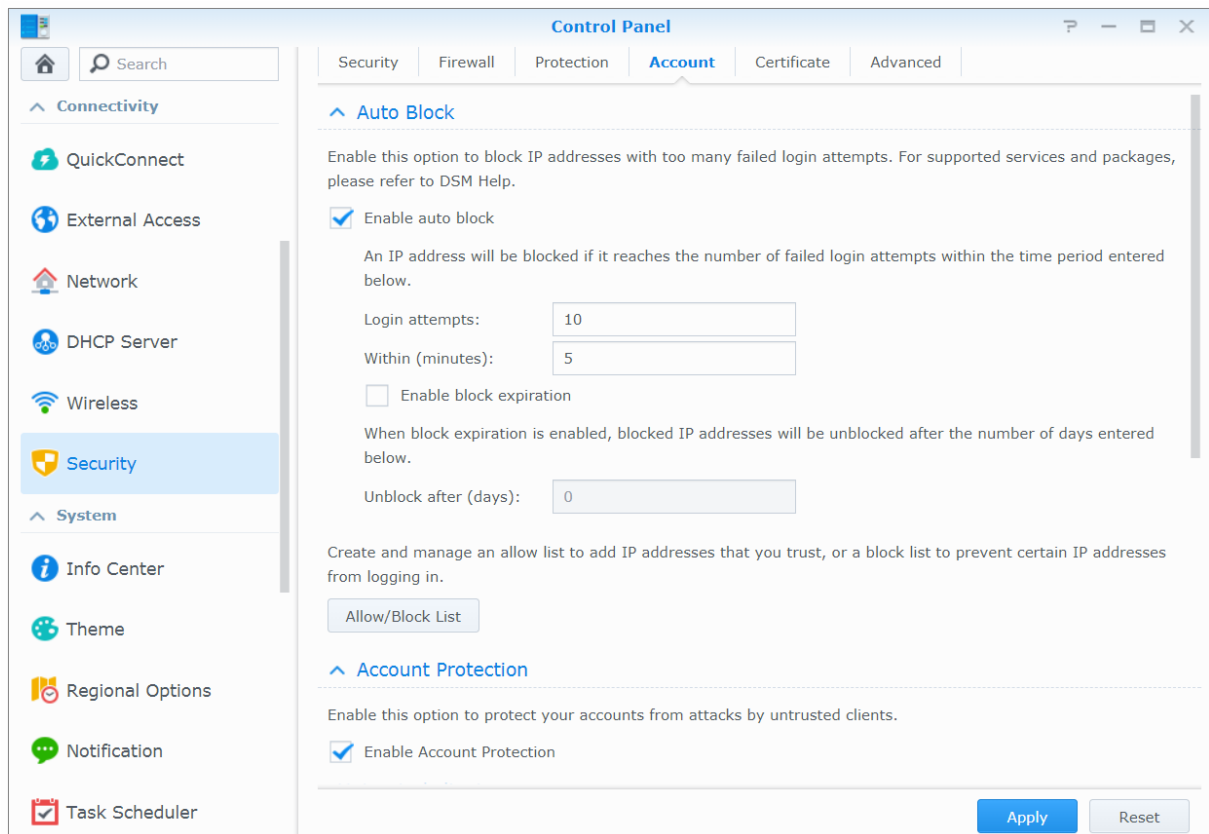 Control Panel
Search
Connectivity
QuickConnect
External Access
Network
DHCP Server
Wireless
Security
System
Info Center
Theme
Regional Options
Notification
Task Scheduler
Security Firewall Protection Account Certificate Advanced
Auto Block
Enable this option to block IP addresses with too many failed login attempts. For supported services and packages,
please refer to DSM Help.
Enable auto block
An IP address will be blocked if it reaches the number of failed login attempts within the time period entered
below.
Login attempts: 10
Within (minutes): 5
Enable block expiration
When block expiration is enabled, blocked IP addresses will be unblocked after the number of days entered
below.
Unblock after (days): 0
Create and manage an allow list to add IP addresses that you trust, or a block list to prevent certain IP addresses
from logging in.
Allow/Block List
Account Protection
Enable this option to protect your accounts from attacks by untrusted clients.
Enable Account Protection
Apply Reset